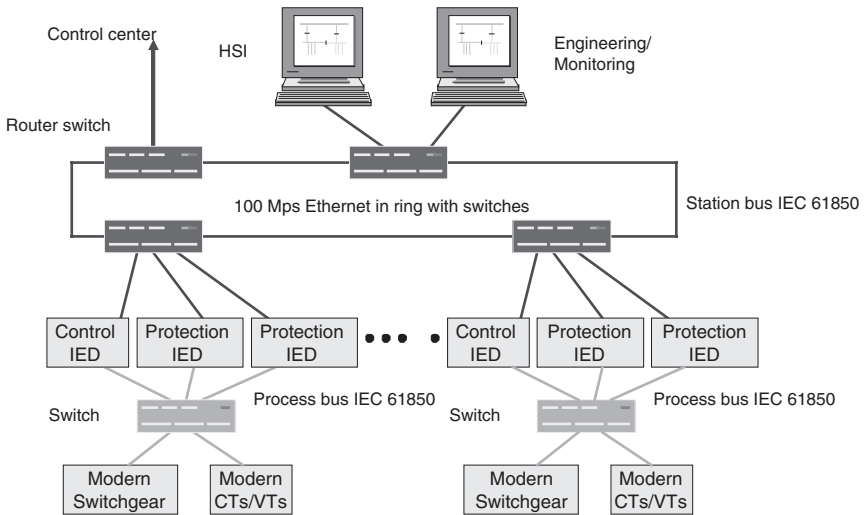 Control center
HSI
Engineering/
Monitoring
Router switch
100 Mps Ethernet in ring with switches
Station bus IEC 61850
Control
IED
Protection
IED
Protection
IED
Control
IED
Protection
IED
Protection
IED
Switch
Process bus IEC 61850
Switch
Process bus IEC 61850
Modern
Switchgear
Modern
CTs/VTs
Modern
Switchgear
Modern
CTs/VTs